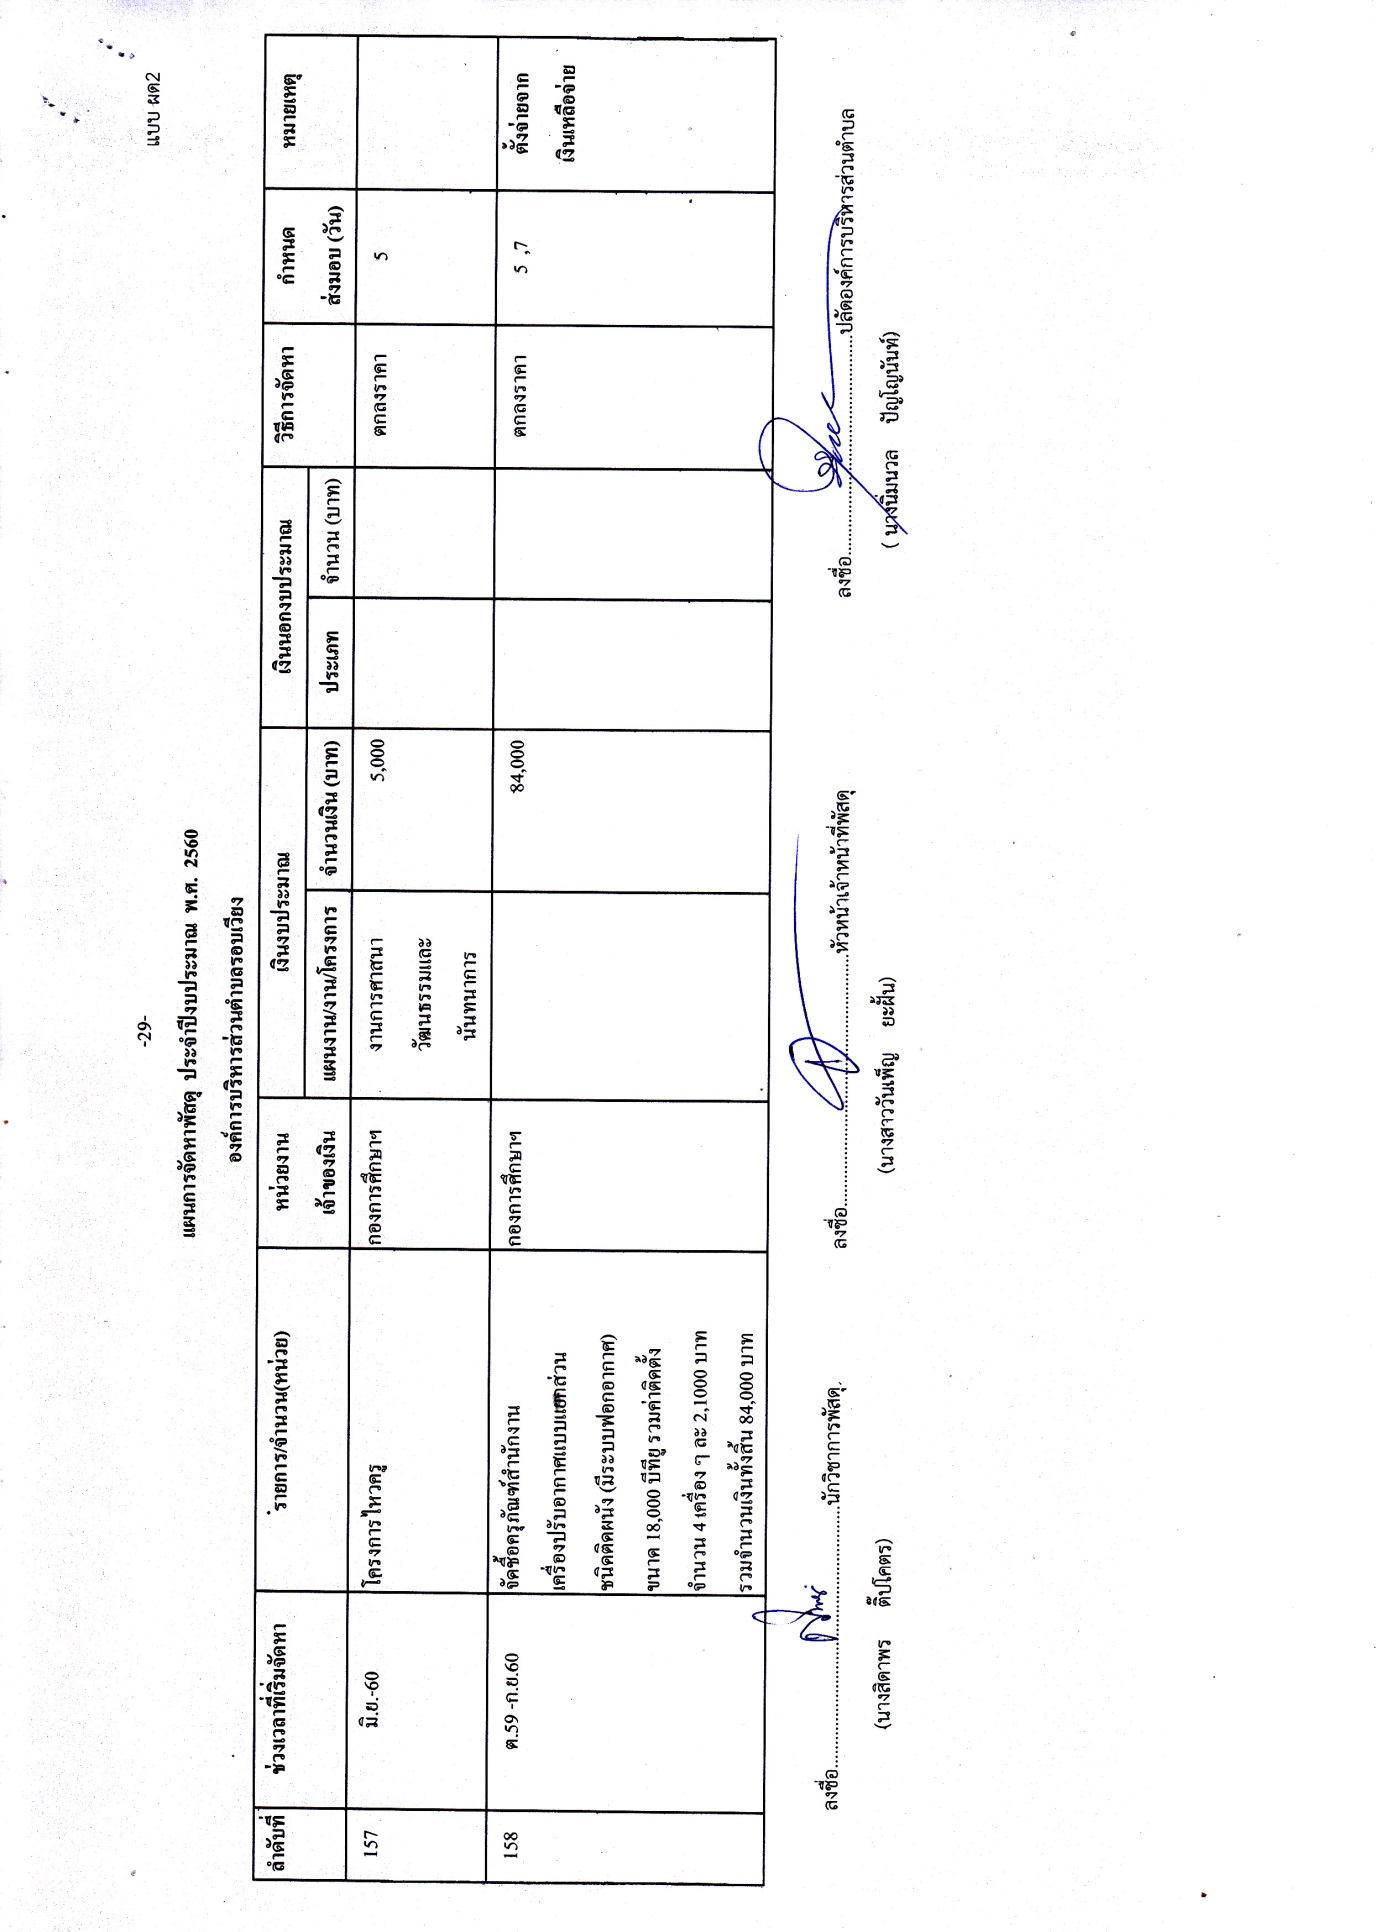 -29-
แบบ ผด2
แผนการจัดหาพัสดุ ประจำปีงบประมาณ พ.ศ. 2560
องค์การบริหารส่วนตำบลรอบเวียง
ลำดับที่ ช่วงเวลาที่เริ่มจัดหา รายการ/จำนวน(หน่วย) หน่วยงาน เงินงบประมาณ เงินนอกงบประมาณ วิธีการจัดหา กำหนด หมายเหตุ
เจ้าของเงิน แผนงาน/งาน/โครงการ จำนวนเงิน (บาท) ประเภท จำนวน (บาท) ส่งมอบ (วัน)
157 มิ.ย.-60 โครงการไหวครู กองการศึกษาฯ งานการศาสนา 5,000 ตกลงราคา 5
วัฒนธรรมและ
นันทนาการ
158 ต.59 -ก.ย.60 จัดซื้อครุภัณฑ์สำนักงาน กองการศึกษาฯ 84,000 ตกลงราคา 5 ,7 ตั้งจ่ายจาก
เครื่องปรับอากาศแบบแยกส่วน เงินเหลือจ่าย
ชนิดติดผนัง (มีระบบฟอกอากาศ)
ขนาด 18,000 บีทียู รวมค่าติดตั้ง
จำนวน 4 เครื่อง ๆ ละ 2,1000 บาท
รวมจำนวนเงินทั้งสิ้น 84,000 บาท
ลงชื่อ..............................นักวิชาการพัสดุ ลงชื่อ..............................หัวหน้าเจ้าหน้าที่พัสดุ ลงชื่อ..............................ปลัดองค์การบริหารส่วนตำบล
(นางสิดาพร ติ๊ปโคตร) (นางสาววันเพ็ญ ยะฝั้น) ( นางนิ่มนวล ปัญโญนันท์)